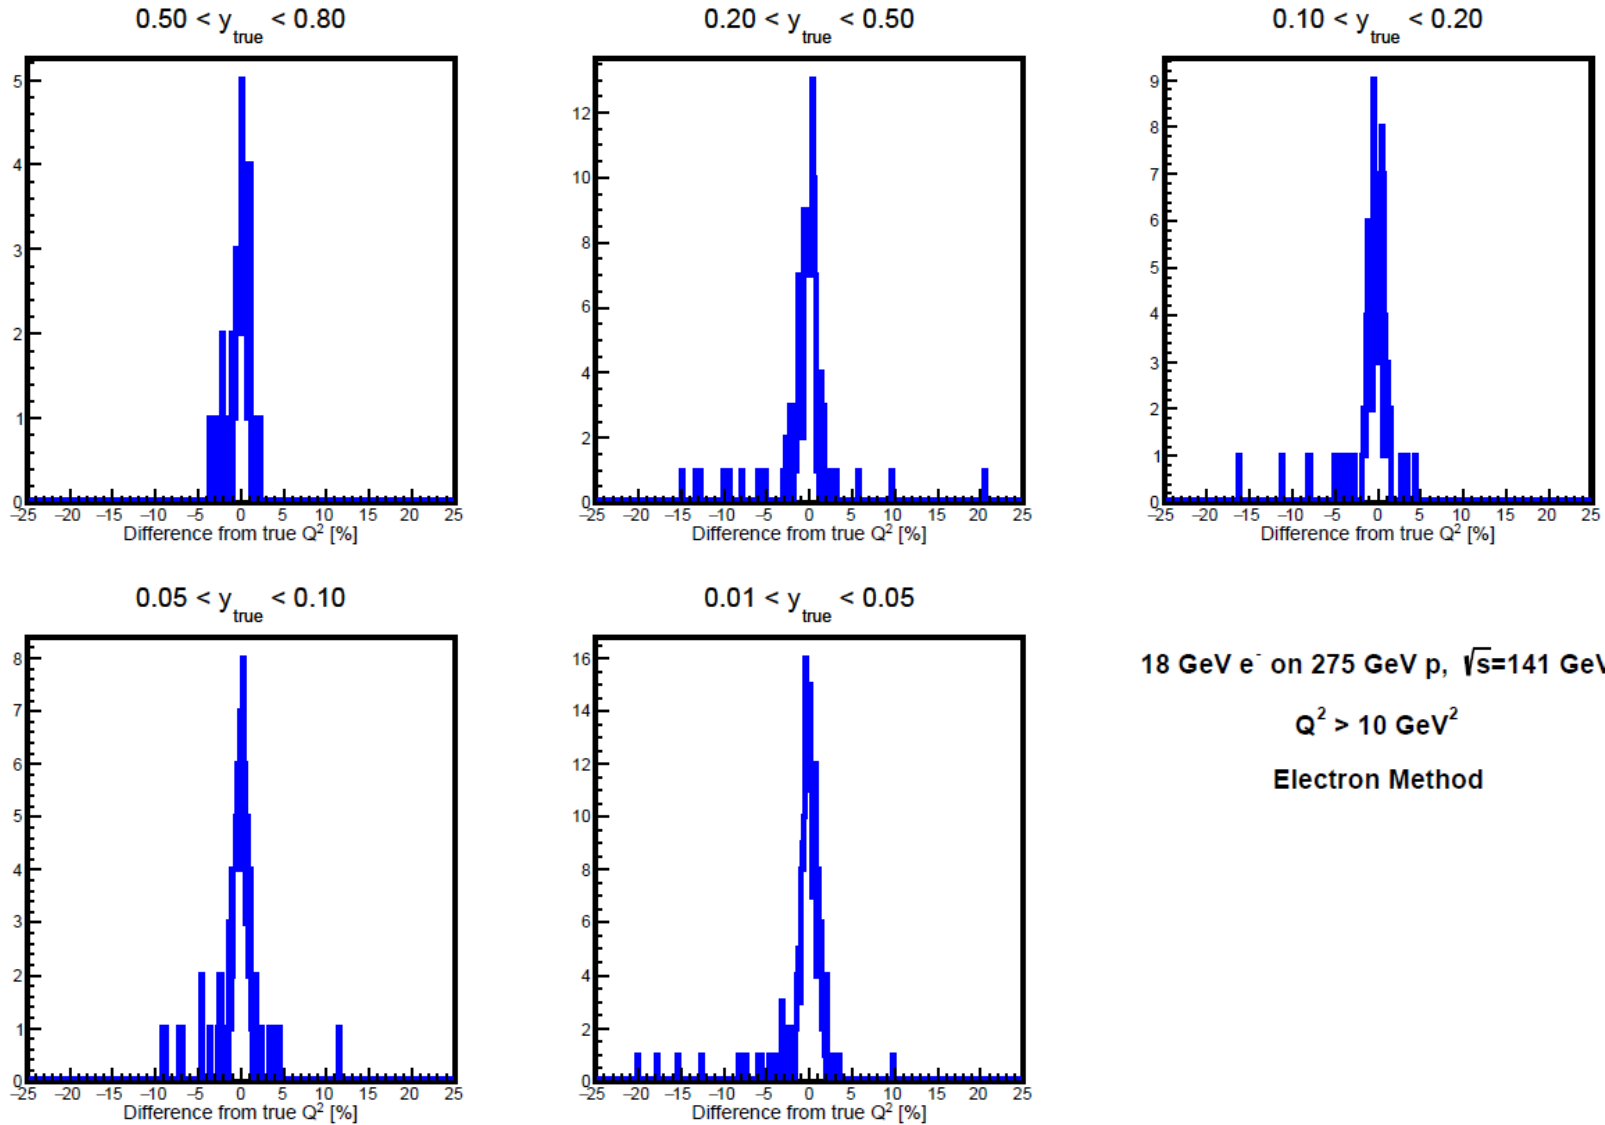 0.50 < y_true < 0.80
5
4
3
2
1
0
−25 −20 −15 −10 −5 0 5 10 15 20 25
Difference from true Q² [%]
0.20 < y_true < 0.50
12
10
8
6
4
2
0
−25 −20 −15 −10 −5 0 5 10 15 20 25
Difference from true Q² [%]
0.10 < y_true < 0.20
9
8
7
6
5
4
3
2
1
0
−25 −20 −15 −10 −5 0 5 10 15 20 25
Difference from true Q² [%]
0.05 < y_true < 0.10
8
7
6
5
4
3
2
1
0
−25 −20 −15 −10 −5 0 5 10 15 20 25
Difference from true Q² [%]
0.01 < y_true < 0.05
16
14
12
10
8
6
4
2
0
−25 −20 −15 −10 −5 0 5 10 15 20 25
Difference from true Q² [%]
18 GeV e⁻ on 275 GeV p, √s=141 GeV
Q² > 10 GeV²
Electron Method